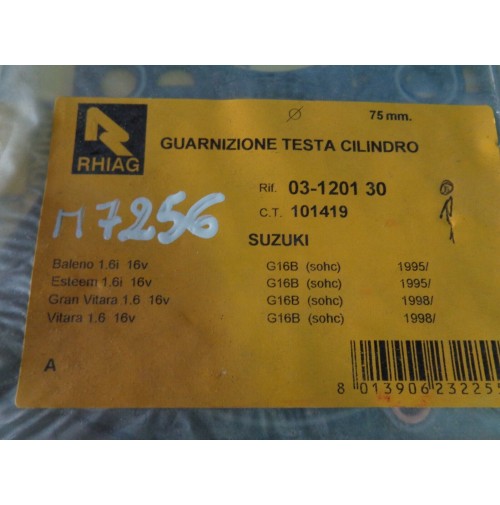 Ø 75 mm.
RHIAG
GUARNIZIONE TESTA CILINDRO
Rif. 03-1201 30
C.T. 101419
M7256
SUZUKI
Baleno 1.6i 16v G16B (sohc) 1995/
Esteem 1.6i 16v G16B (sohc) 1995/
Gran Vitara 1.6 16v G16B (sohc) 1998/
Vitara 1.6 16v G16B (sohc) 1998/
A
8 013906 232255